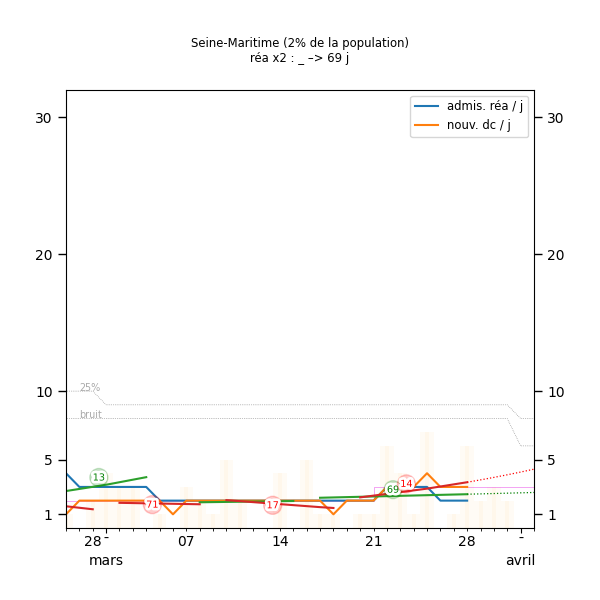 Seine-Maritime (2% de la population)
réa x2 : _ –> 69 j
admis. réa / j
nouv. dc / j
30 30
20 20
10 10
25%
bruit
5 5
13
71
17
69
14
1 1
28 - 07 14 21 28 -
mars avril